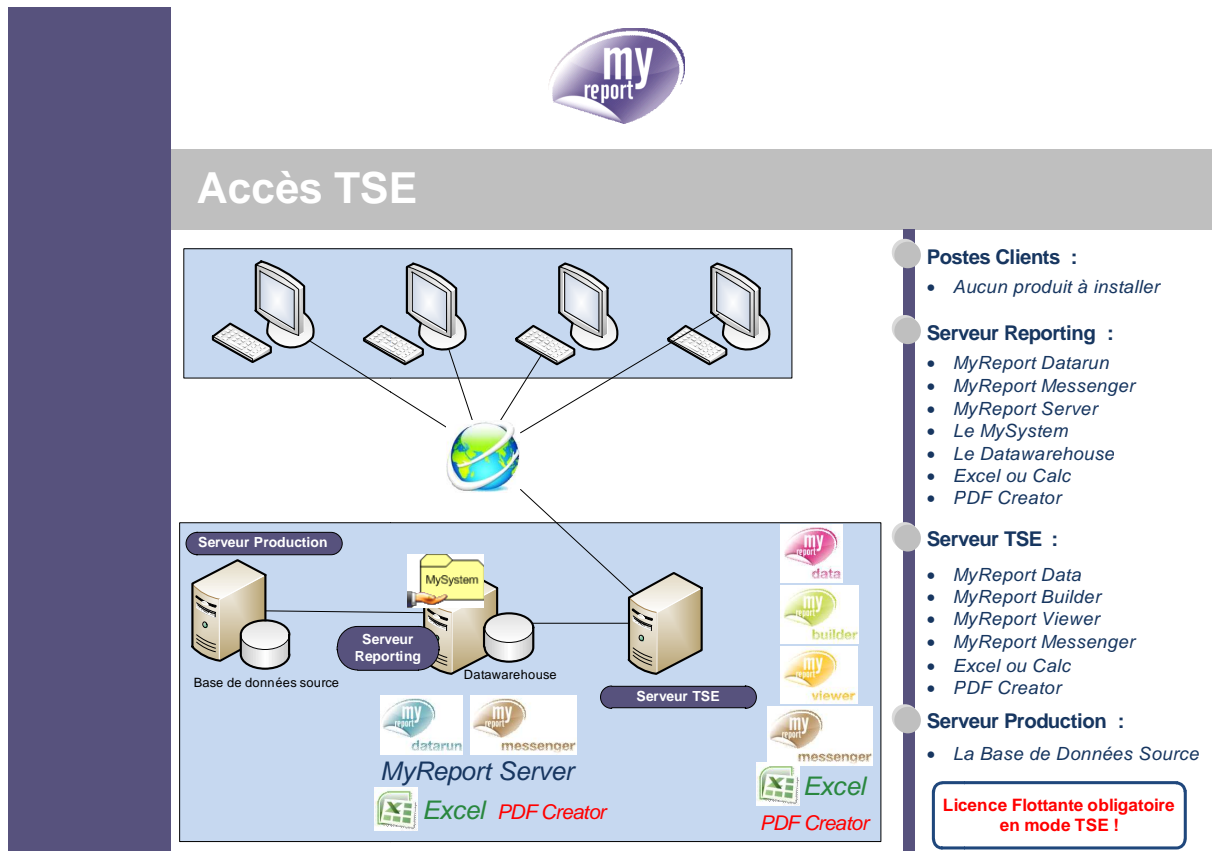 my
report
Accès TSE
Serveur Production
MySystem
Serveur
Reporting
Base de données source
Datawarehouse
Serveur TSE
my
report
datarun
my
report
messenger
MyReport Server
Excel PDF Creator
my
report
data
my
report
builder
my
report
viewer
my
report
messenger
Excel
PDF Creator
Postes Clients :
• Aucun produit à installer
Serveur Reporting :
• MyReport Datarun
• MyReport Messenger
• MyReport Server
• Le MySystem
• Le Datawarehouse
• Excel ou Calc
• PDF Creator
Serveur TSE :
• MyReport Data
• MyReport Builder
• MyReport Viewer
• MyReport Messenger
• Excel ou Calc
• PDF Creator
Serveur Production :
• La Base de Données Source
Licence Flottante obligatoire
en mode TSE !